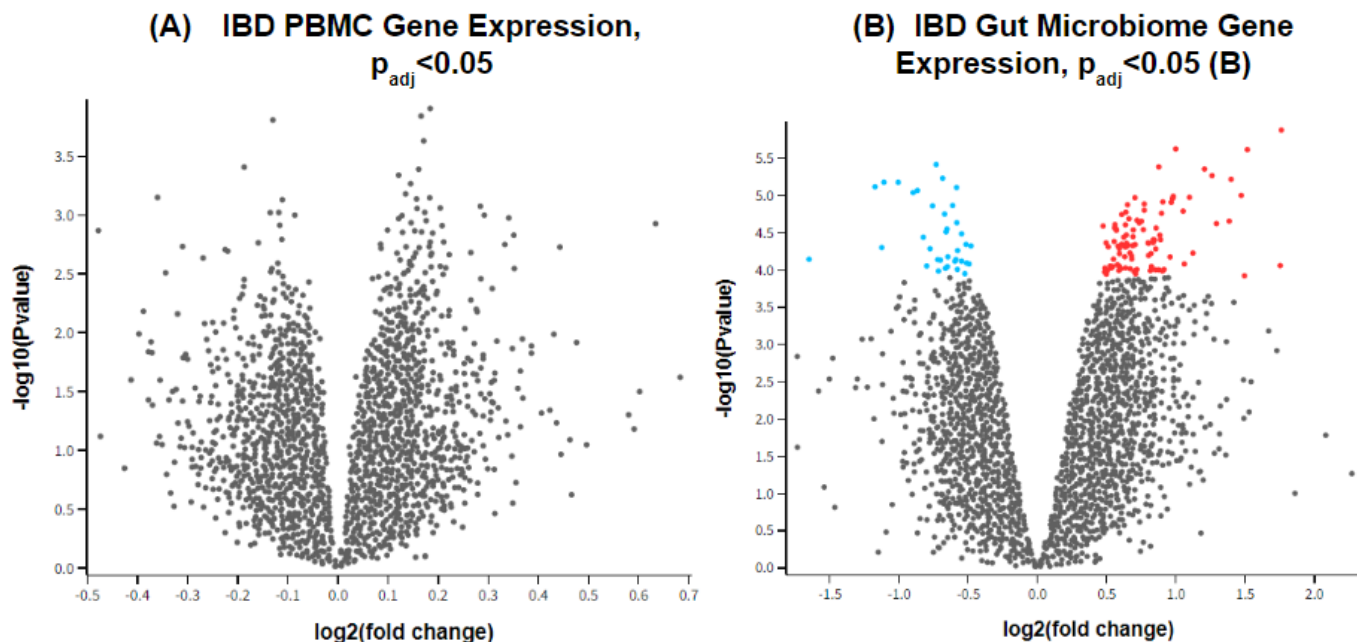 (A) IBD PBMC Gene Expression,
padj<0.05
(B) IBD Gut Microbiome Gene
Expression, padj<0.05 (B)
-log10(Pvalue)
3.5
3.0
2.5
2.0
1.5
1.0
0.5
0.0
-0.5 -0.4 -0.3 -0.2 -0.1 0.0 0.1 0.2 0.3 0.4 0.5 0.6 0.7
log2(fold change)
-log10(Pvalue)
5.5
5.0
4.5
4.0
3.5
3.0
2.5
2.0
1.5
1.0
0.5
0.0
-1.5 -1.0 -0.5 0.0 0.5 1.0 1.5 2.0
log2(fold change)